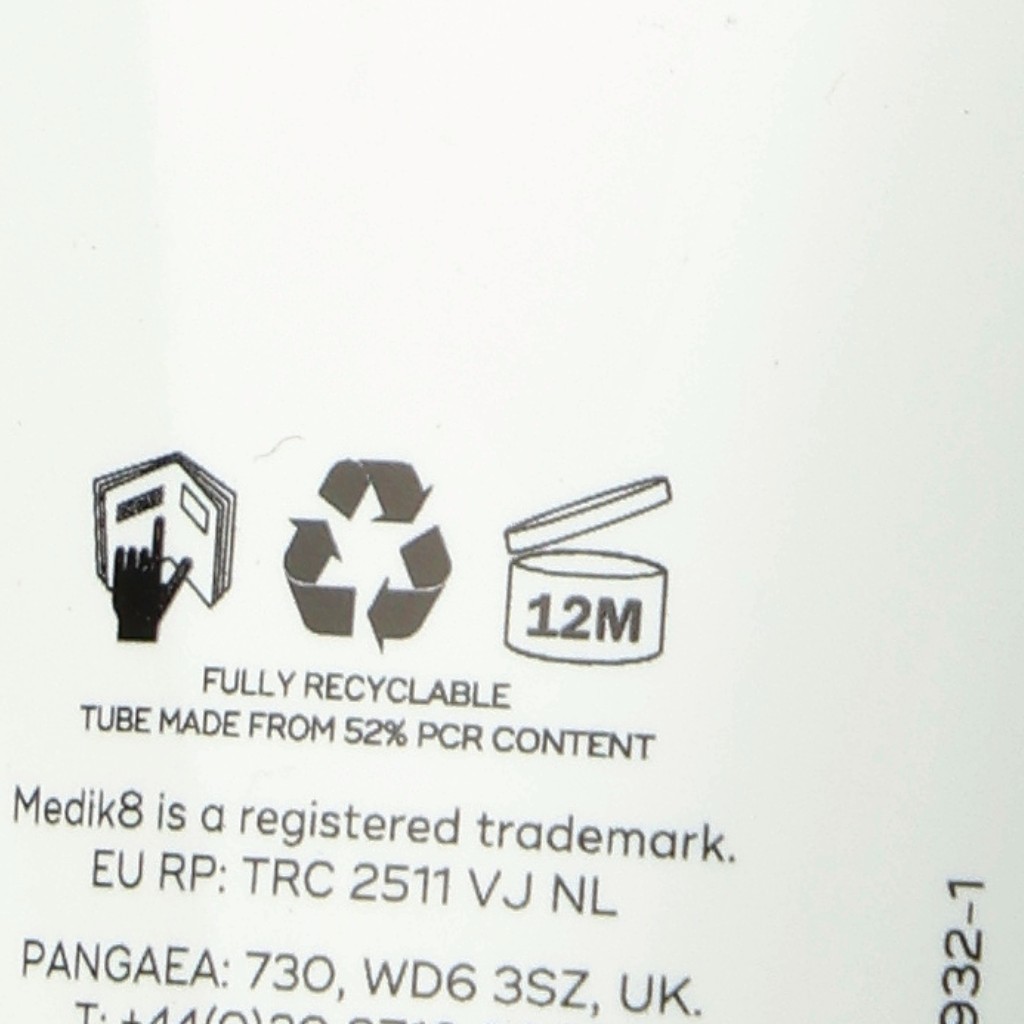 12M
FULLY RECYCLABLE
TUBE MADE FROM 52% PCR CONTENT
Medik8 is a registered trademark.
EU RP: TRC 2511 VJ NL
PANGAEA: 730, WD6 3SZ, UK.
T:
932-1